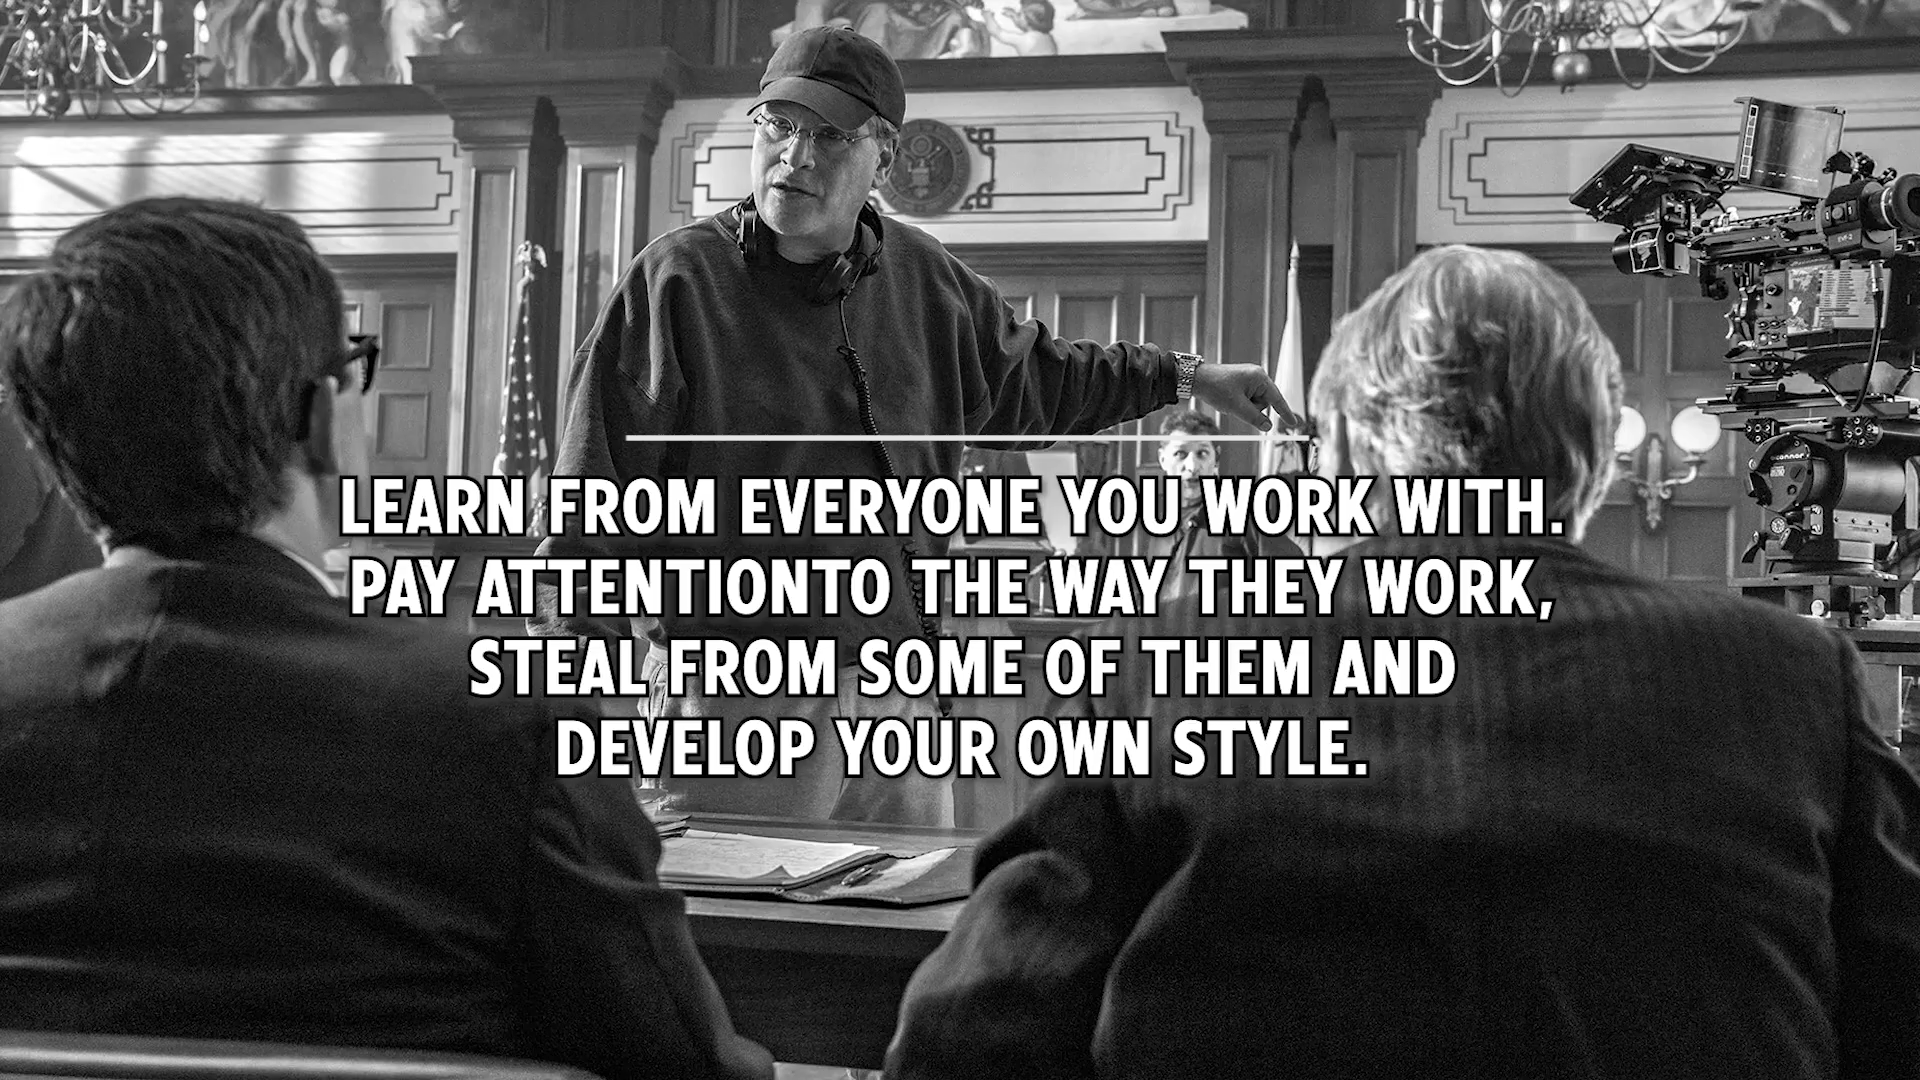 LEARN FROM EVERYONE YOU WORK WITH.
PAY ATTENTIONTO THE WAY THEY WORK,
STEAL FROM SOME OF THEM AND
DEVELOP YOUR OWN STYLE.